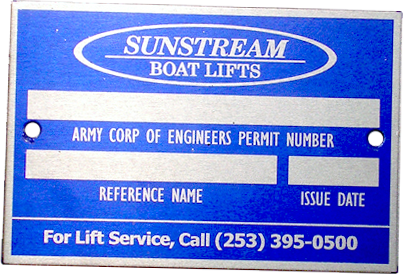 SUNSTREAM
BOAT LIFTS
ARMY CORP OF ENGINEERS PERMIT NUMBER
REFERENCE NAME ISSUE DATE
For Lift Service, Call (253) 395-0500